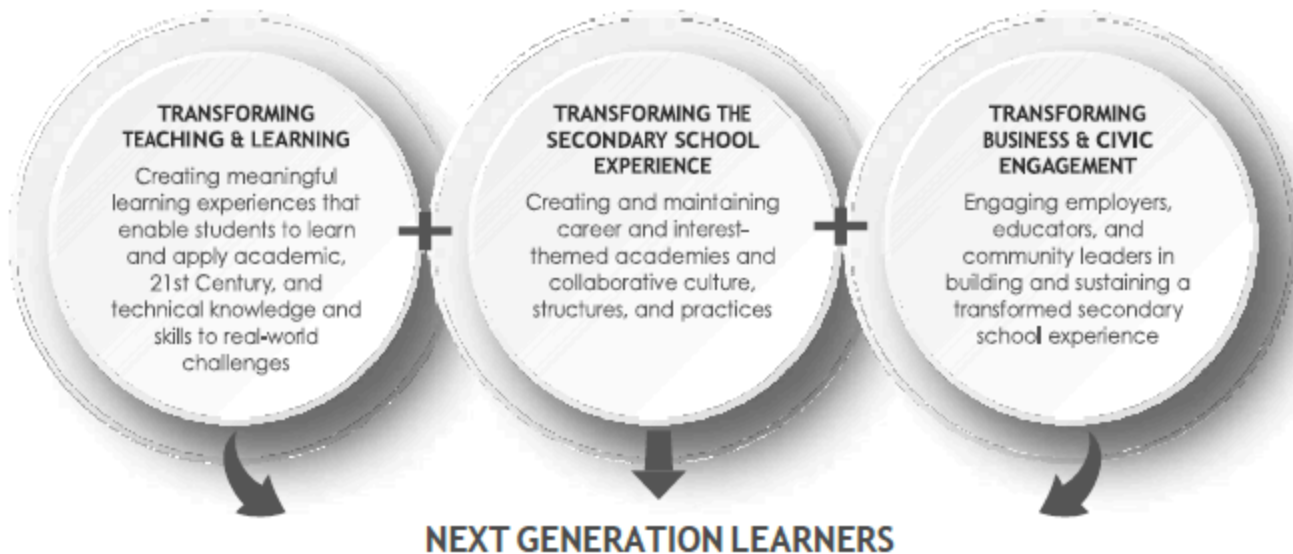 TRANSFORMING
TEACHING & LEARNING
Creating meaningful
learning experiences that
enable students to learn
and apply academic,
21st Century, and
technical knowledge and
skills to real-world
challenges
+
TRANSFORMING THE
SECONDARY SCHOOL
EXPERIENCE
Creating and maintaining
career and interest-
themed academies and
collaborative culture,
structures, and practices
+
TRANSFORMING
BUSINESS & CIVIC
ENGAGEMENT
Engaging employers,
educators, and
community leaders in
building and sustaining a
transformed secondary
school experience
NEXT GENERATION LEARNERS